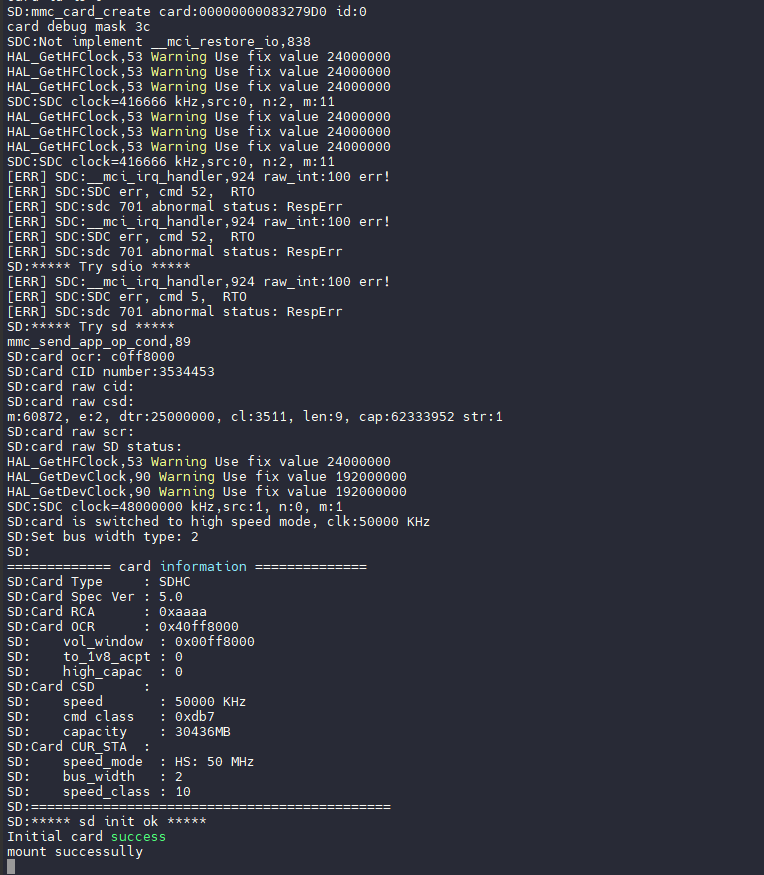 SD:mmc_card_create card:00000000083279D0 id:0
card debug mask 3c
SDC:Not implement __mci_restore_io,838
HAL_GetHFClock,53 Warning Use fix value 24000000
HAL_GetHFClock,53 Warning Use fix value 24000000
HAL_GetHFClock,53 Warning Use fix value 24000000
SDC:SDC clock=416666 kHz,src:0, n:2, m:11
HAL_GetHFClock,53 Warning Use fix value 24000000
HAL_GetHFClock,53 Warning Use fix value 24000000
HAL_GetHFClock,53 Warning Use fix value 24000000
SDC:SDC clock=416666 kHz,src:0, n:2, m:11
[ERR] SDC:__mci_irq_handler,924 raw_int:100 err!
[ERR] SDC:SDC err, cmd 52,  RTO
[ERR] SDC:sdc 701 abnormal status: RespErr
[ERR] SDC:__mci_irq_handler,924 raw_int:100 err!
[ERR] SDC:SDC err, cmd 52,  RTO
[ERR] SDC:sdc 701 abnormal status: RespErr
SD:***** Try sdio *****
[ERR] SDC:__mci_irq_handler,924 raw_int:100 err!
[ERR] SDC:SDC err, cmd 5,  RTO
[ERR] SDC:sdc 701 abnormal status: RespErr
SD:***** Try sd *****
mmc_send_app_op_cond,89
SD:card ocr: c0ff8000
SD:Card CID number:3534453
SD:card raw cid:
SD:card raw csd:
m:60872, e:2, dtr:25000000, cl:3511, len:9, cap:62333952 str:1
SD:card raw scr:
SD:card raw SD status:
HAL_GetHFClock,53 Warning Use fix value 24000000
HAL_GetDevClock,90 Warning Use fix value 192000000
HAL_GetDevClock,90 Warning Use fix value 192000000
SDC:SDC clock=48000000 kHz,src:1, n:0, m:1
SD:card is switched to high speed mode, clk:50000 KHz
SD:Set bus width type: 2
SD:
============= card information ==============
SD:Card Type     : SDHC
SD:Card Spec Ver : 5.0
SD:Card RCA      : 0xaaaa
SD:Card OCR      : 0x40ff8000
SD:    vol_window  : 0x00ff8000
SD:    to_1v8_acpt : 0
SD:    high_capac  : 0
SD:Card CSD      :
SD:    speed       : 50000 KHz
SD:    cmd class   : 0xdb7
SD:    capacity    : 30436MB
SD:Card CUR_STA  :
SD:    speed_mode  : HS: 50 MHz
SD:    bus_width   : 2
SD:    speed_class : 10
SD:=============================================
SD:***** sd init ok *****
Initial card success
mount successully